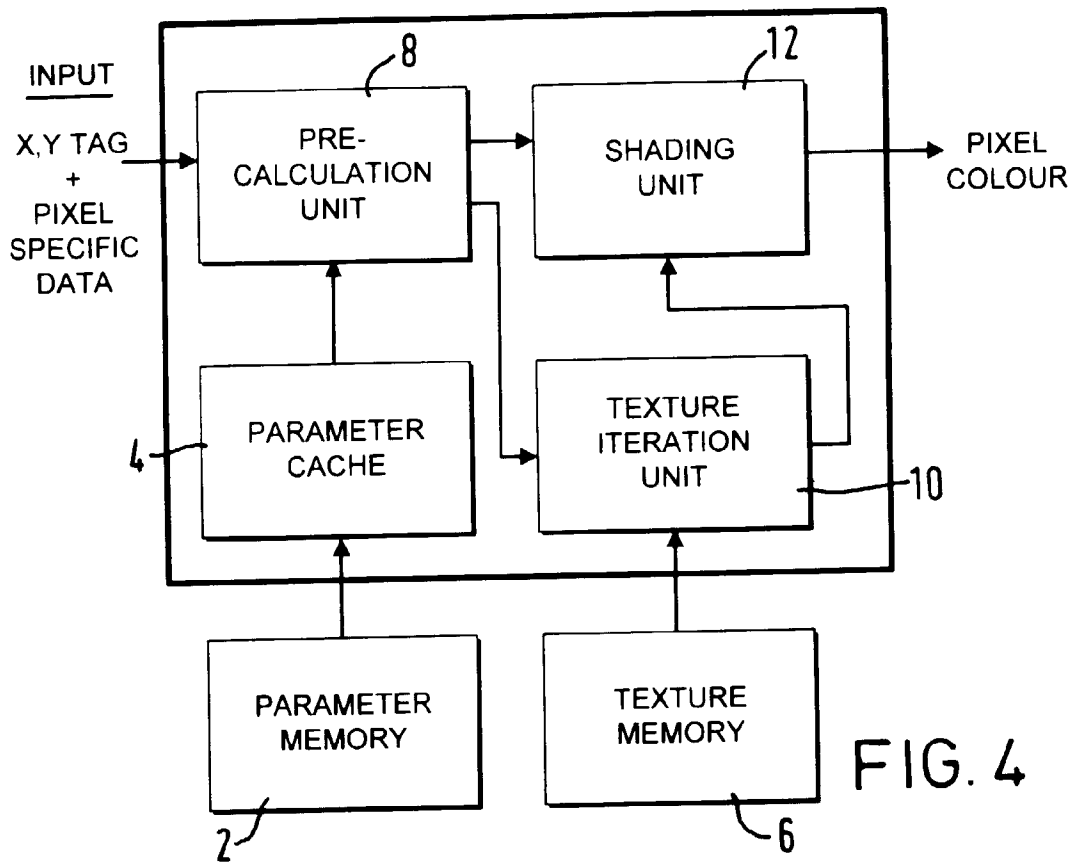 INPUT
X,Y TAG
+
PIXEL
SPECIFIC
DATA
8
PRE-
CALCULATION
UNIT
12
SHADING
UNIT
PIXEL
COLOUR
4
PARAMETER
CACHE
TEXTURE
ITERATION
UNIT
10
PARAMETER
MEMORY
2
TEXTURE
MEMORY
6
FIG. 4